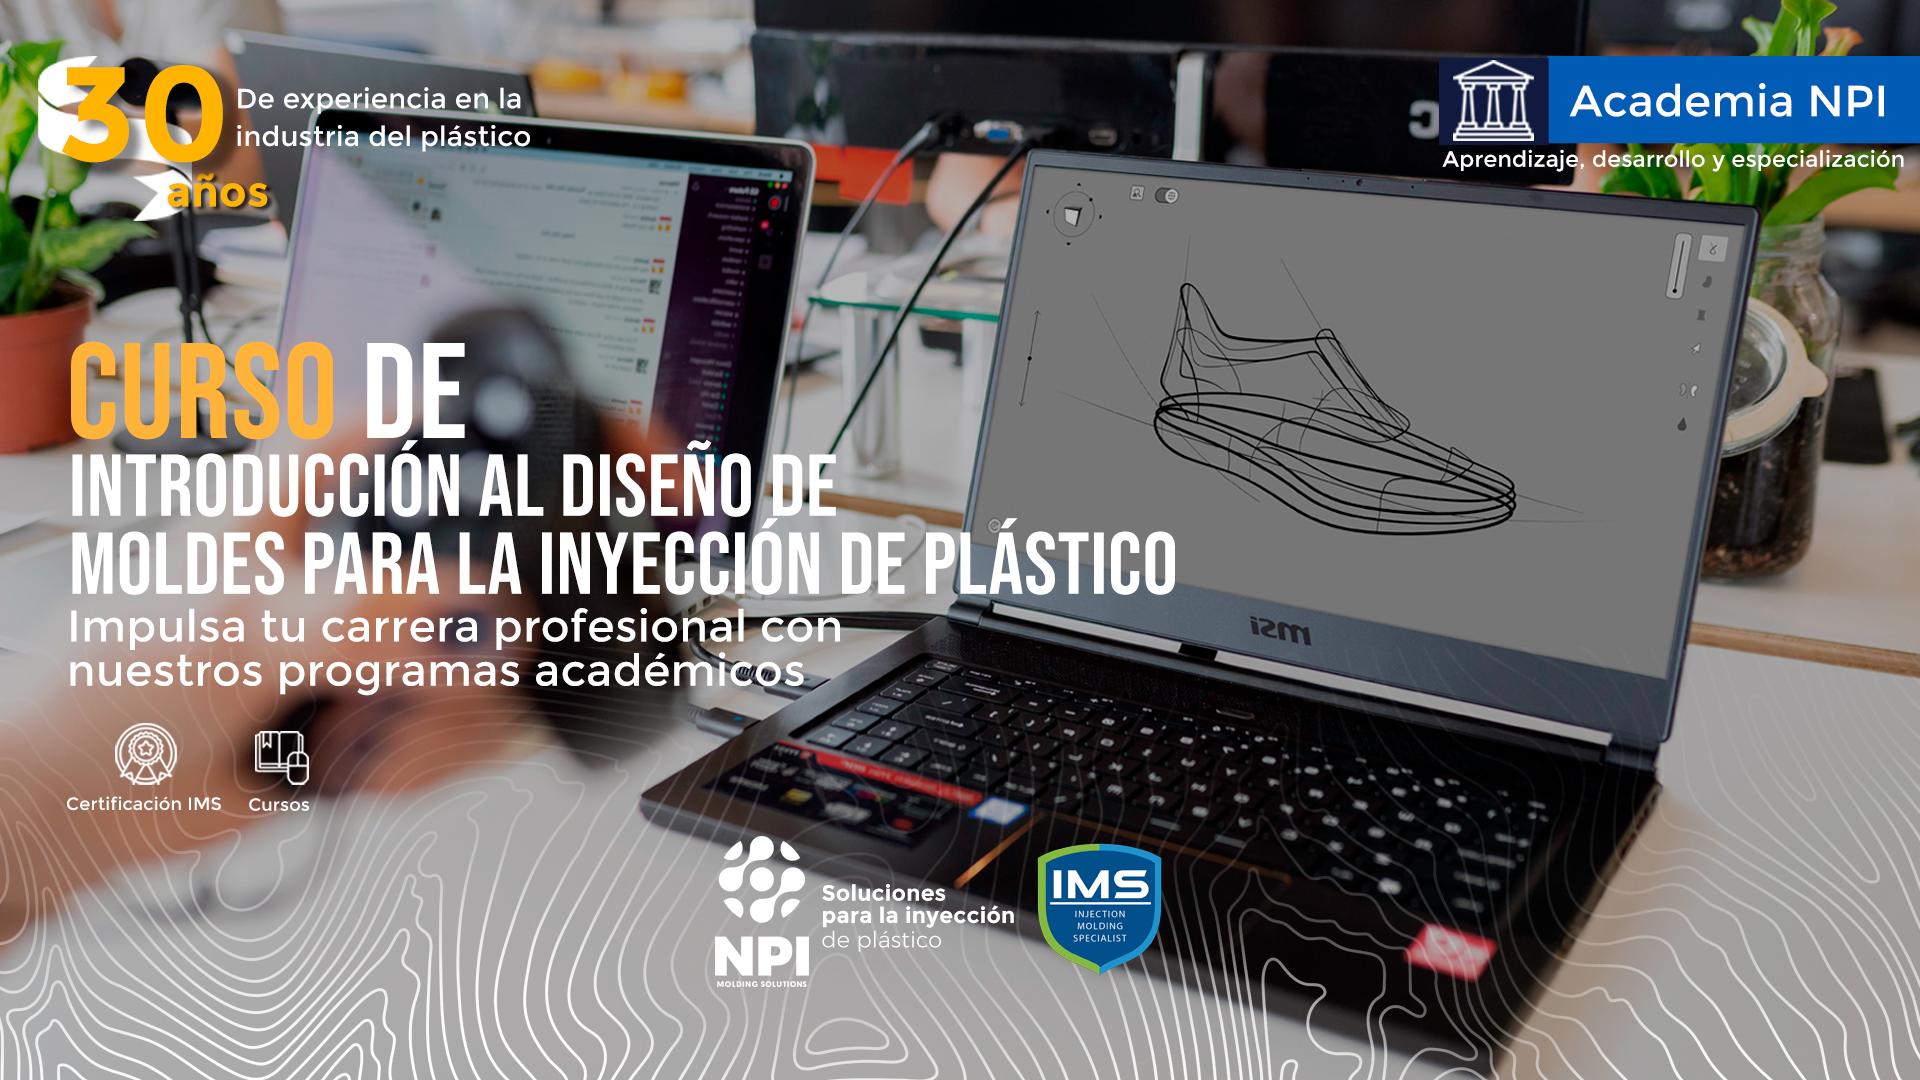 30
años
De experiencia en la
industria del plástico
Academia NPI
Aprendizaje, desarrollo y especialización
CURSO DE
INTRODUCCIÓN AL DISEÑO DE
MOLDES PARA LA INYECCIÓN DE PLÁSTICO
Impulsa tu carrera profesional con
nuestros programas académicos
Certificación IMS
Cursos
msi
NPI
MOLDING SOLUTIONS
Soluciones
para la inyección
de plástico
IMS
INJECTION
MOLDING
SPECIALIST